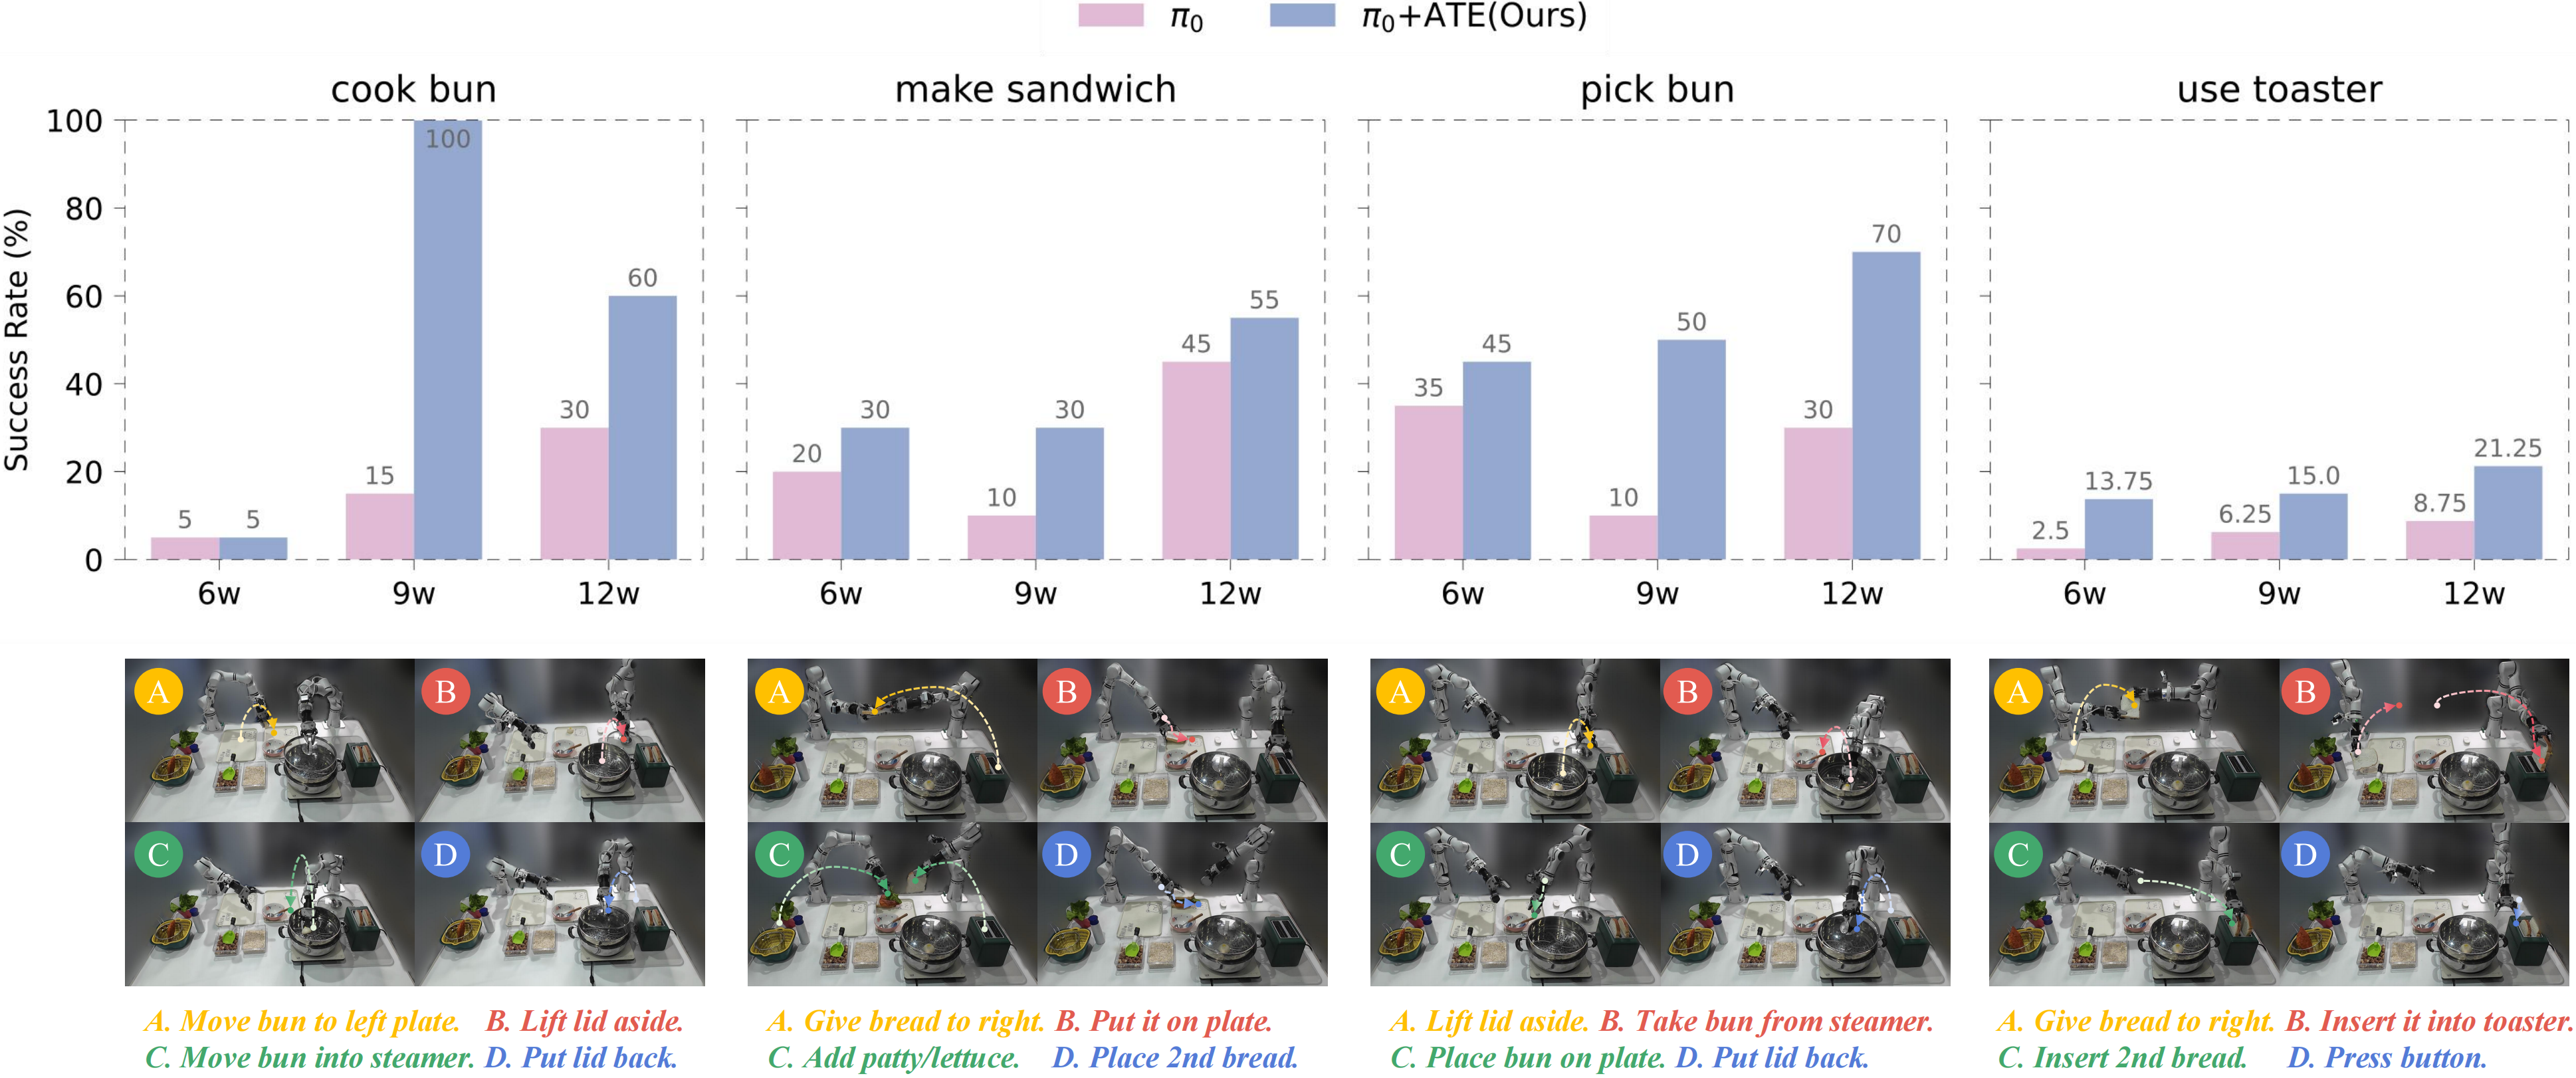 π₀ π₀+ATE(Ours)
cook bun make sandwich pick bun use toaster
Success Rate (%)
100
80
60
40
20
0
5 5 15 100 30 60
6w 9w 12w
20 30 10 30 45 55
6w 9w 12w
35 45 10 50 30 70
6w 9w 12w
2.5 13.75 6.25 15.0 8.75 21.25
6w 9w 12w
A B A B A B A B
C D C D C D C D
A. Move bun to left plate. B. Lift lid aside.
C. Move bun into steamer. D. Put lid back.
A. Give bread to right. B. Put it on plate.
C. Add patty/lettuce. D. Place 2nd bread.
A. Lift lid aside. B. Take bun from steamer.
C. Place bun on plate. D. Put lid back.
A. Give bread to right. B. Insert it into toaster.
C. Insert 2nd bread. D. Press button.